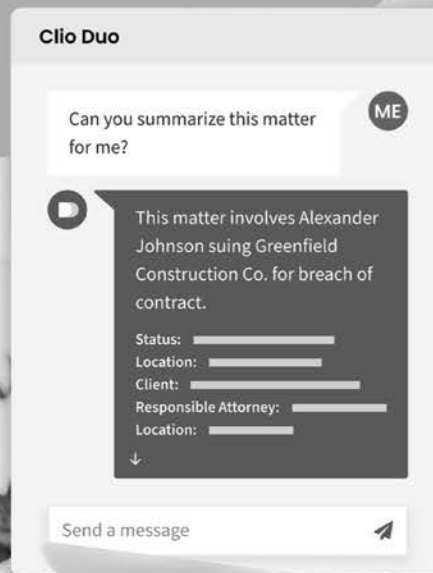 Clio Duo
Can you summarize this matter
for me?
ME
This matter involves Alexander
Johnson suing Greenfield
Construction Co. for breach of
contract.
Status:
Location:
Client:
Responsible Attorney:
Location:
Send a message